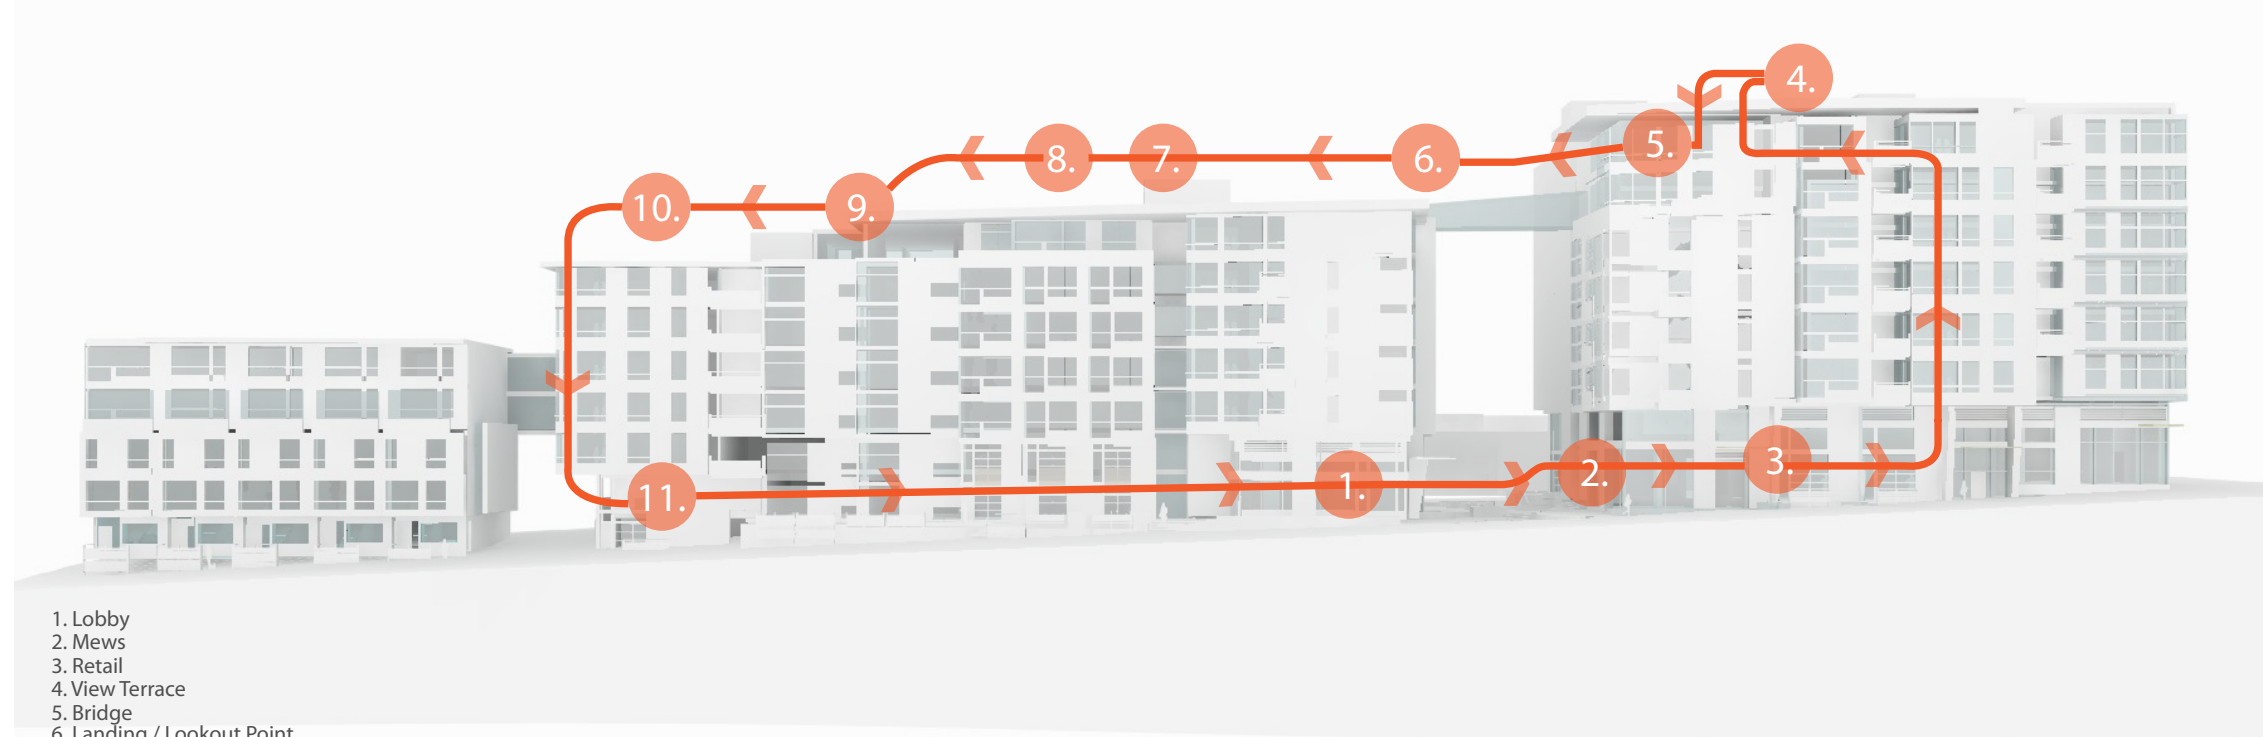 4.
5.
8.
7.
6.
10.
9.
2.
3.
1.
11.
1. Lobby
2. Mews
3. Retail
4. View Terrace
5. Bridge
6. Landing / Lookout Point